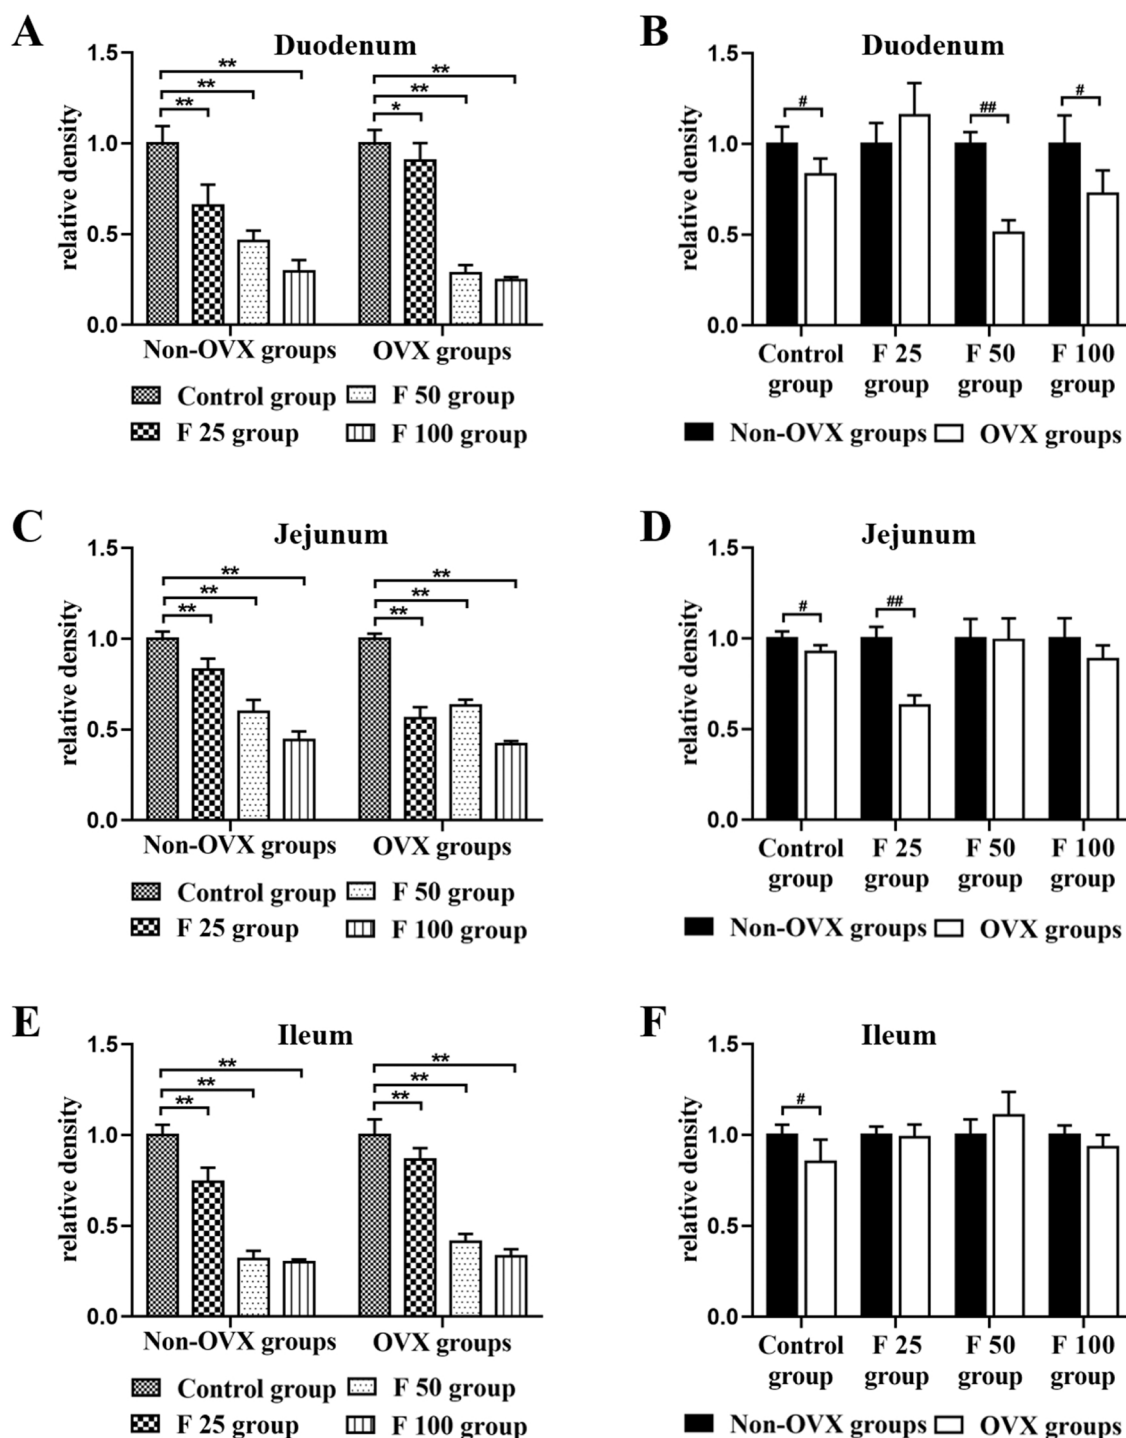 A
Duodenum
relative density
1.5
1.0
0.5
0.0
**
**
**
**
**
*
Non-OVX groups
OVX groups
Control group
F 50 group
F 25 group
F 100 group
B
Duodenum
relative density
1.5
1.0
0.5
0.0
#
##
#
Control group
F 25 group
F 50 group
F 100 group
Non-OVX groups
OVX groups
C
Jejunum
relative density
1.5
1.0
0.5
0.0
**
**
**
**
**
**
Non-OVX groups
OVX groups
Control group
F 50 group
F 25 group
F 100 group
D
Jejunum
relative density
1.5
1.0
0.5
0.0
#
##
Control group
F 25 group
F 50 group
F 100 group
Non-OVX groups
OVX groups
E
Ileum
relative density
1.5
1.0
0.5
0.0
**
**
**
**
**
**
Non-OVX groups
OVX groups
Control group
F 50 group
F 25 group
F 100 group
F
Ileum
relative density
1.5
1.0
0.5
0.0
#
Control group
F 25 group
F 50 group
F 100 group
Non-OVX groups
OVX groups